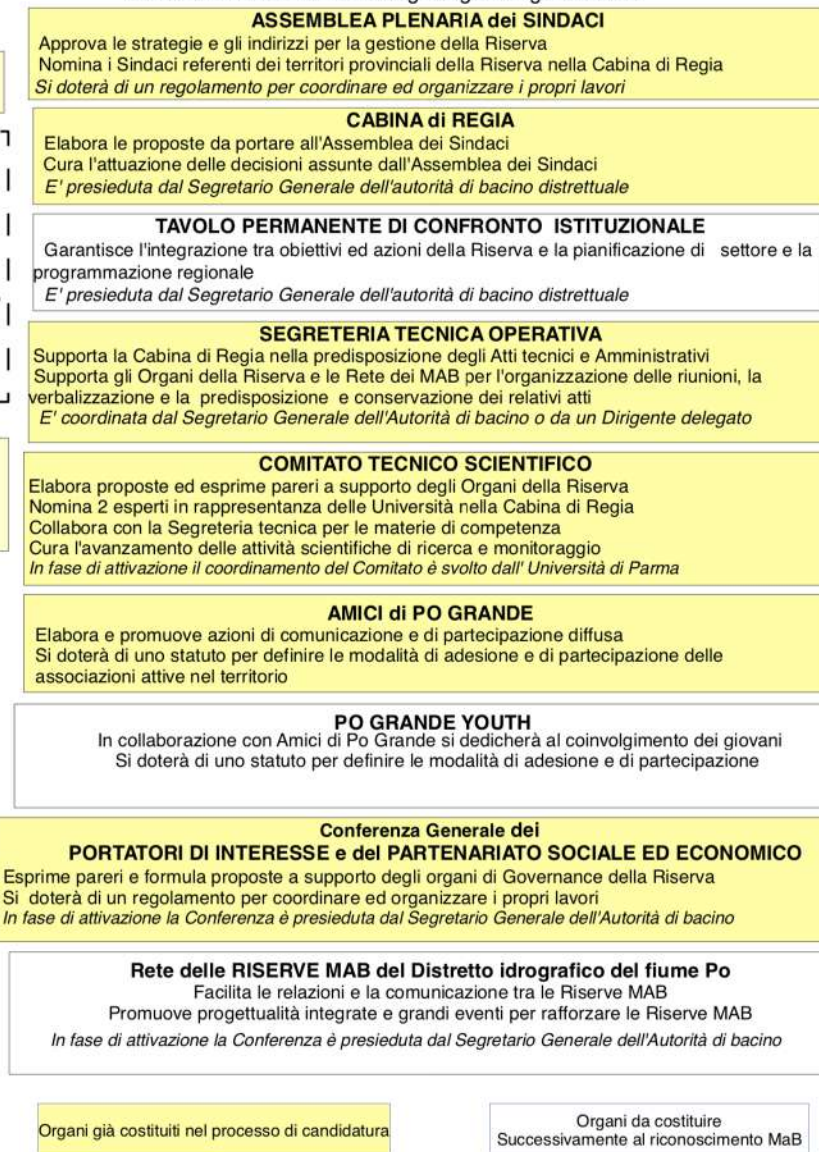 ASSEMBLEA PLENARIA dei SINDACI
Approva le strategie e gli indirizzi per la gestione della Riserva
Nomina i Sindaci referenti dei territori provinciali della Riserva nella Cabina di Regia
Si doterà di un regolamento per coordinare ed organizzare i propri lavori
CABINA di REGIA
Elabora le proposte da portare all'Assemblea dei Sindaci
Cura l'attuazione delle decisioni assunte dall'Assemblea dei Sindaci
E' presieduta dal Segretario Generale dell'autorità di bacino distrettuale
TAVOLO PERMANENTE DI CONFRONTO ISTITUZIONALE
Garantisce l'integrazione tra obiettivi ed azioni della Riserva e la pianificazione di settore e la
programmazione regionale
E' presieduta dal Segretario Generale dell'autorità di bacino distrettuale
SEGRETERIA TECNICA OPERATIVA
Supporta la Cabina di Regia nella predisposizione degli Atti tecnici e Amministrativi
Supporta gli Organi della Riserva e le Rete dei MAB per l'organizzazione delle riunioni, la
verbalizzazione e la predisposizione e conservazione dei relativi atti
E' coordinata dal Segretario Generale dell'Autorità di bacino o da un Dirigente delegato
COMITATO TECNICO SCIENTIFICO
Elabora proposte ed esprime pareri a supporto degli Organi della Riserva
Nomina 2 esperti in rappresentanza delle Università nella Cabina di Regia
Collabora con la Segreteria tecnica per le materie di competenza
Cura l'avanzamento delle attività scientifiche di ricerca e monitoraggio
In fase di attivazione il coordinamento del Comitato è svolto dall' Università di Parma
AMICI di PO GRANDE
Elabora e promuove azioni di comunicazione e di partecipazione diffusa
Si doterà di uno statuto per definire le modalità di adesione e di partecipazione delle
associazioni attive nel territorio
PO GRANDE YOUTH
In collaborazione con Amici di Po Grande si dedicherà al coinvolgimento dei giovani
Si doterà di uno statuto per definire le modalità di adesione e di partecipazione
Conferenza Generale dei
PORTATORI DI INTERESSE e del PARTENARIATO SOCIALE ED ECONOMICO
Esprime pareri e formula proposte a supporto degli organi di Governance della Riserva
Si doterà di un regolamento per coordinare ed organizzare i propri lavori
In fase di attivazione la Conferenza è presieduta dal Segretario Generale dell'Autorità di bacino
Rete delle RISERVE MAB del Distretto idrografico del fiume Po
Facilita le relazioni e la comunicazione tra le Riserve MAB
Promuove progettualità integrate e grandi eventi per rafforzare le Riserve MAB
In fase di attivazione la Conferenza è presieduta dal Segretario Generale dell'Autorità di bacino
Organi già costituiti nel processo di candidatura
Organi da costituire
Successivamente al riconoscimento MaB